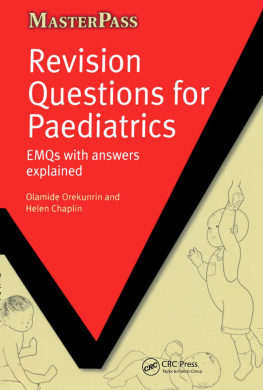 MASTERPASS
Revision
Questions for
Paediatrics
EMQs with answers
explained
Olamide Orekunrin and
Helen Chaplin
CRC
CRC Press
Taylor & Francis Group